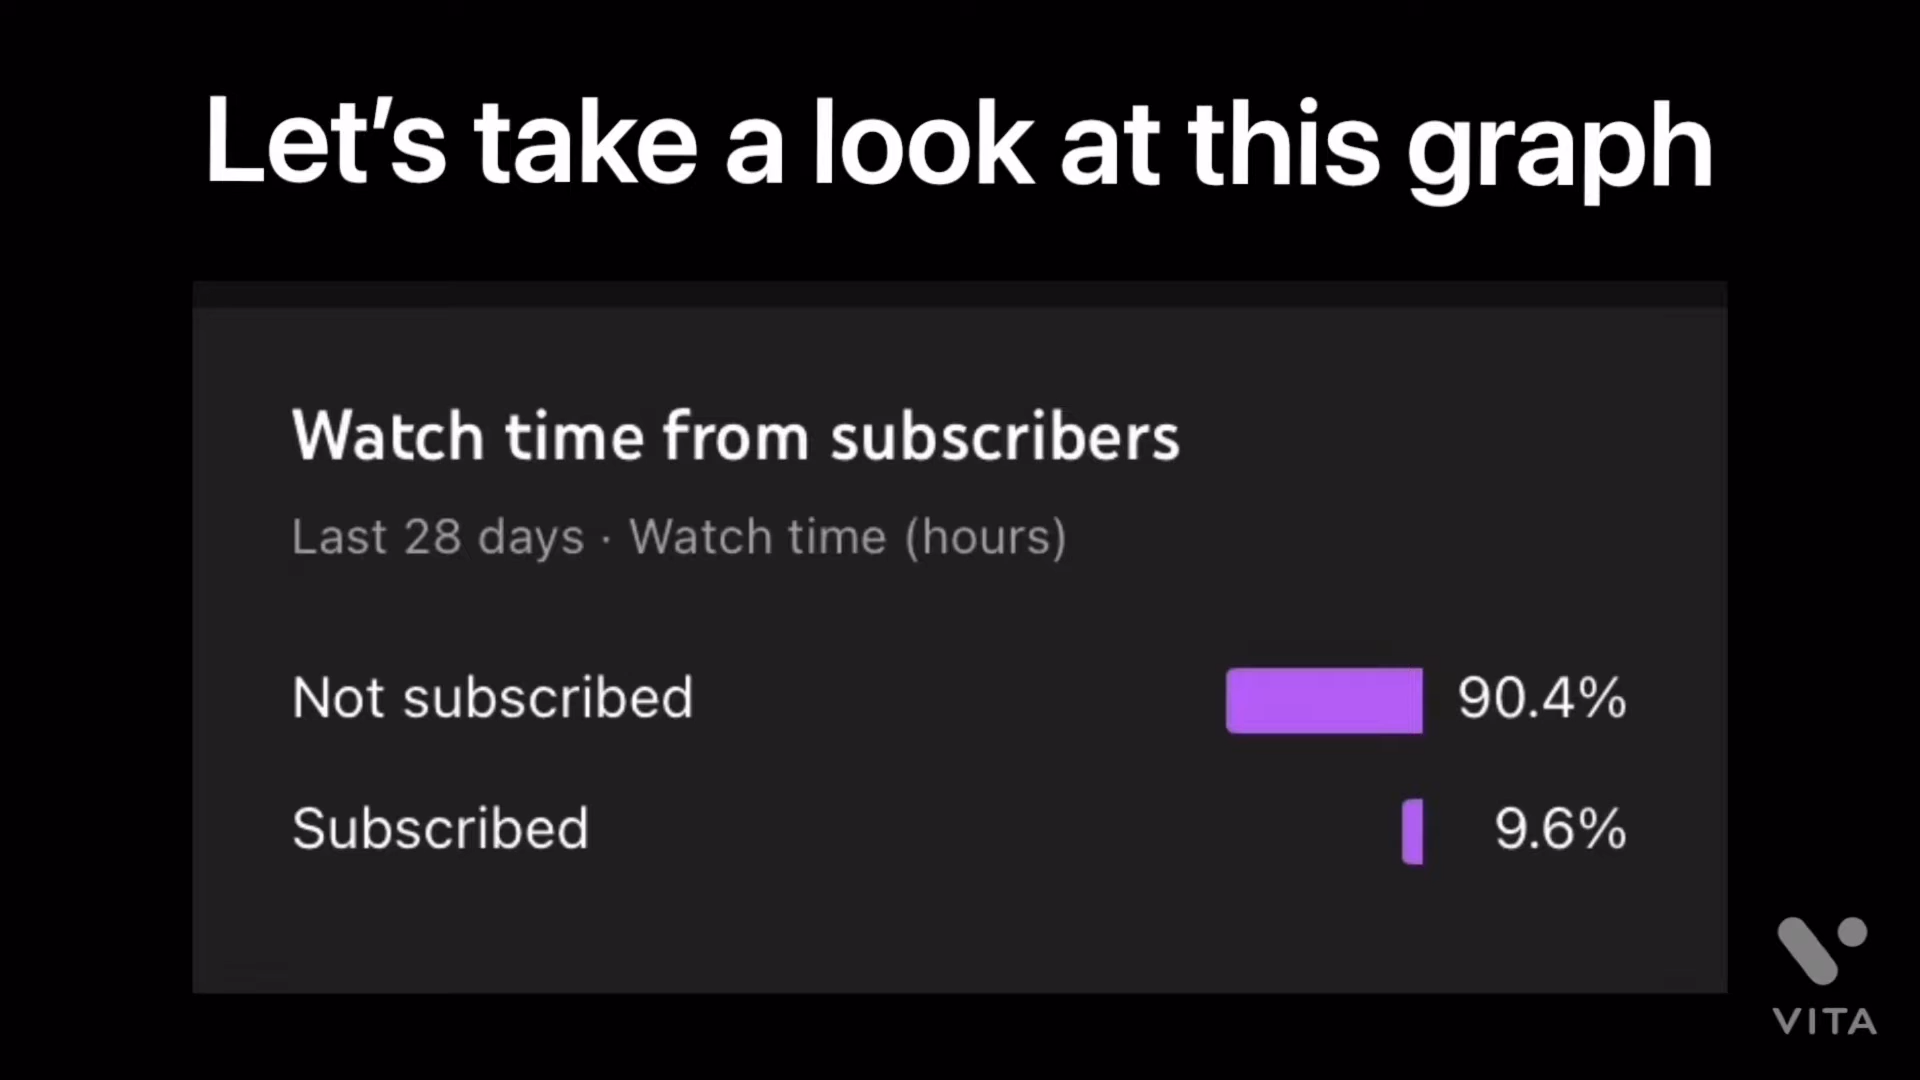 Let's take a look at this graph
Watch time from subscribers
Last 28 days · Watch time (hours)
Not subscribed 90.4%
Subscribed 9.6%
VITA